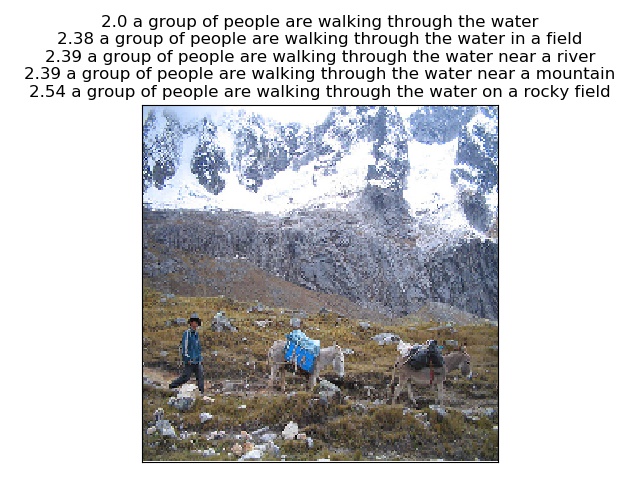 2.0 a group of people are walking through the water
2.38 a group of people are walking through the water in a field
2.39 a group of people are walking through the water near a river
2.39 a group of people are walking through the water near a mountain
2.54 a group of people are walking through the water on a rocky field